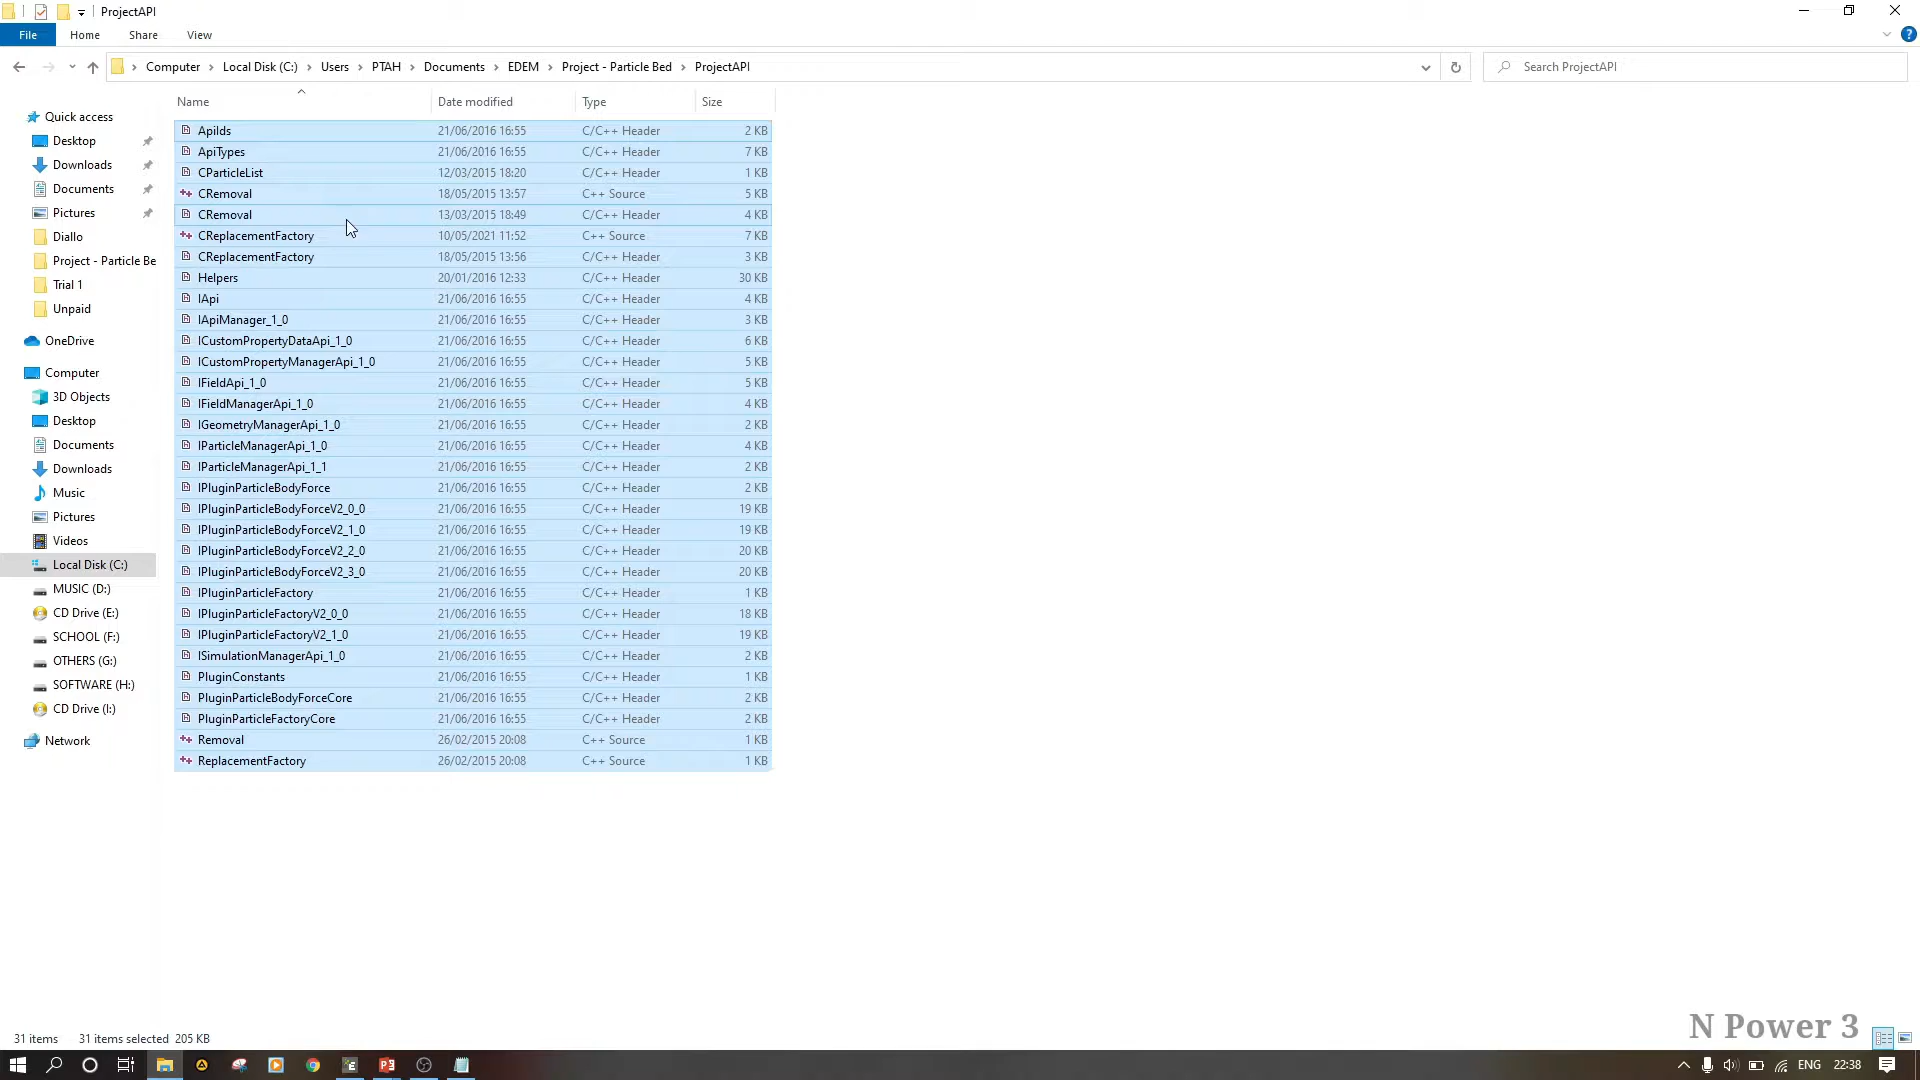 ProjectAPI
File Home Share View
Computer Local Disk (C:) Users PTAH Documents EDEM Project - Particle Bed ProjectAPI Search ProjectAPI
Name Date modified Type Size
Quick access
Desktop
Downloads
Documents
Pictures
Diallo
Project - Particle Be
Trial 1
Unpaid
OneDrive
Computer
3D Objects
Desktop
Documents
Downloads
Music
Pictures
Videos
Local Disk (C:)
MUSIC (D:)
CD Drive (E:)
SCHOOL (F:)
OTHERS (G:)
SOFTWARE (H:)
CD Drive (I:)
Network
ApiIds 21/06/2016 16:55 C/C++ Header 2 KB
ApiTypes 21/06/2016 16:55 C/C++ Header 7 KB
CParticleList 12/03/2015 18:20 C/C++ Header 1 KB
CRemoval 18/05/2015 13:57 C++ Source 5 KB
CRemoval 13/03/2015 18:49 C/C++ Header 4 KB
CReplacementFactory 10/05/2021 11:52 C++ Source 7 KB
CReplacementFactory 18/05/2015 13:56 C/C++ Header 3 KB
Helpers 20/01/2016 12:33 C/C++ Header 30 KB
IApi 21/06/2016 16:55 C/C++ Header 4 KB
IApiManager_1_0 21/06/2016 16:55 C/C++ Header 3 KB
ICustomPropertyDataApi_1_0 21/06/2016 16:55 C/C++ Header 6 KB
ICustomPropertyManagerApi_1_0 21/06/2016 16:55 C/C++ Header 5 KB
IFieldApi_1_0 21/06/2016 16:55 C/C++ Header 5 KB
IFieldManagerApi_1_0 21/06/2016 16:55 C/C++ Header 4 KB
IGeometryManagerApi_1_0 21/06/2016 16:55 C/C++ Header 2 KB
IParticleManagerApi_1_0 21/06/2016 16:55 C/C++ Header 4 KB
IParticleManagerApi_1_1 21/06/2016 16:55 C/C++ Header 2 KB
IPluginParticleBodyForce 21/06/2016 16:55 C/C++ Header 2 KB
IPluginParticleBodyForceV2_0_0 21/06/2016 16:55 C/C++ Header 19 KB
IPluginParticleBodyForceV2_1_0 21/06/2016 16:55 C/C++ Header 19 KB
IPluginParticleBodyForceV2_2_0 21/06/2016 16:55 C/C++ Header 20 KB
IPluginParticleBodyForceV2_3_0 21/06/2016 16:55 C/C++ Header 20 KB
IPluginParticleFactory 21/06/2016 16:55 C/C++ Header 1 KB
IPluginParticleFactoryV2_0_0 21/06/2016 16:55 C/C++ Header 18 KB
IPluginParticleFactoryV2_1_0 21/06/2016 16:55 C/C++ Header 19 KB
ISimulationManagerApi_1_0 21/06/2016 16:55 C/C++ Header 2 KB
PluginConstants 21/06/2016 16:55 C/C++ Header 1 KB
PluginParticleBodyForceCore 21/06/2016 16:55 C/C++ Header 2 KB
PluginParticleFactoryCore 21/06/2016 16:55 C/C++ Header 2 KB
Removal 26/02/2015 20:08 C++ Source 1 KB
ReplacementFactory 26/02/2015 20:08 C++ Source 1 KB
31 items 31 items selected 205 KB
N Power 3
ENG 22:38